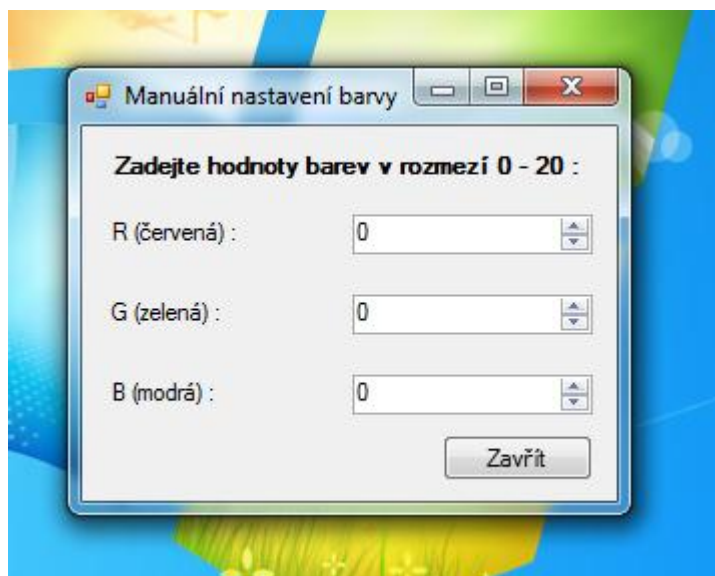 Manuální nastavení barvy
Zadejte hodnoty barev v rozmezí 0 - 20 :
R (červená) : 0
G (zelená) : 0
B (modrá) : 0
Zavřít